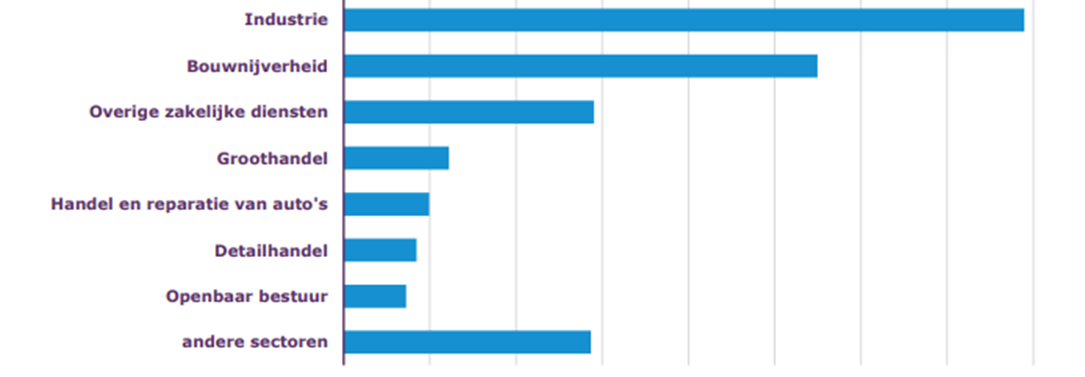 Industrie
Bouwnijverheid
Overige zakelijke diensten
Groothandel
Handel en reparatie van auto's
Detailhandel
Openbaar bestuur
andere sectoren